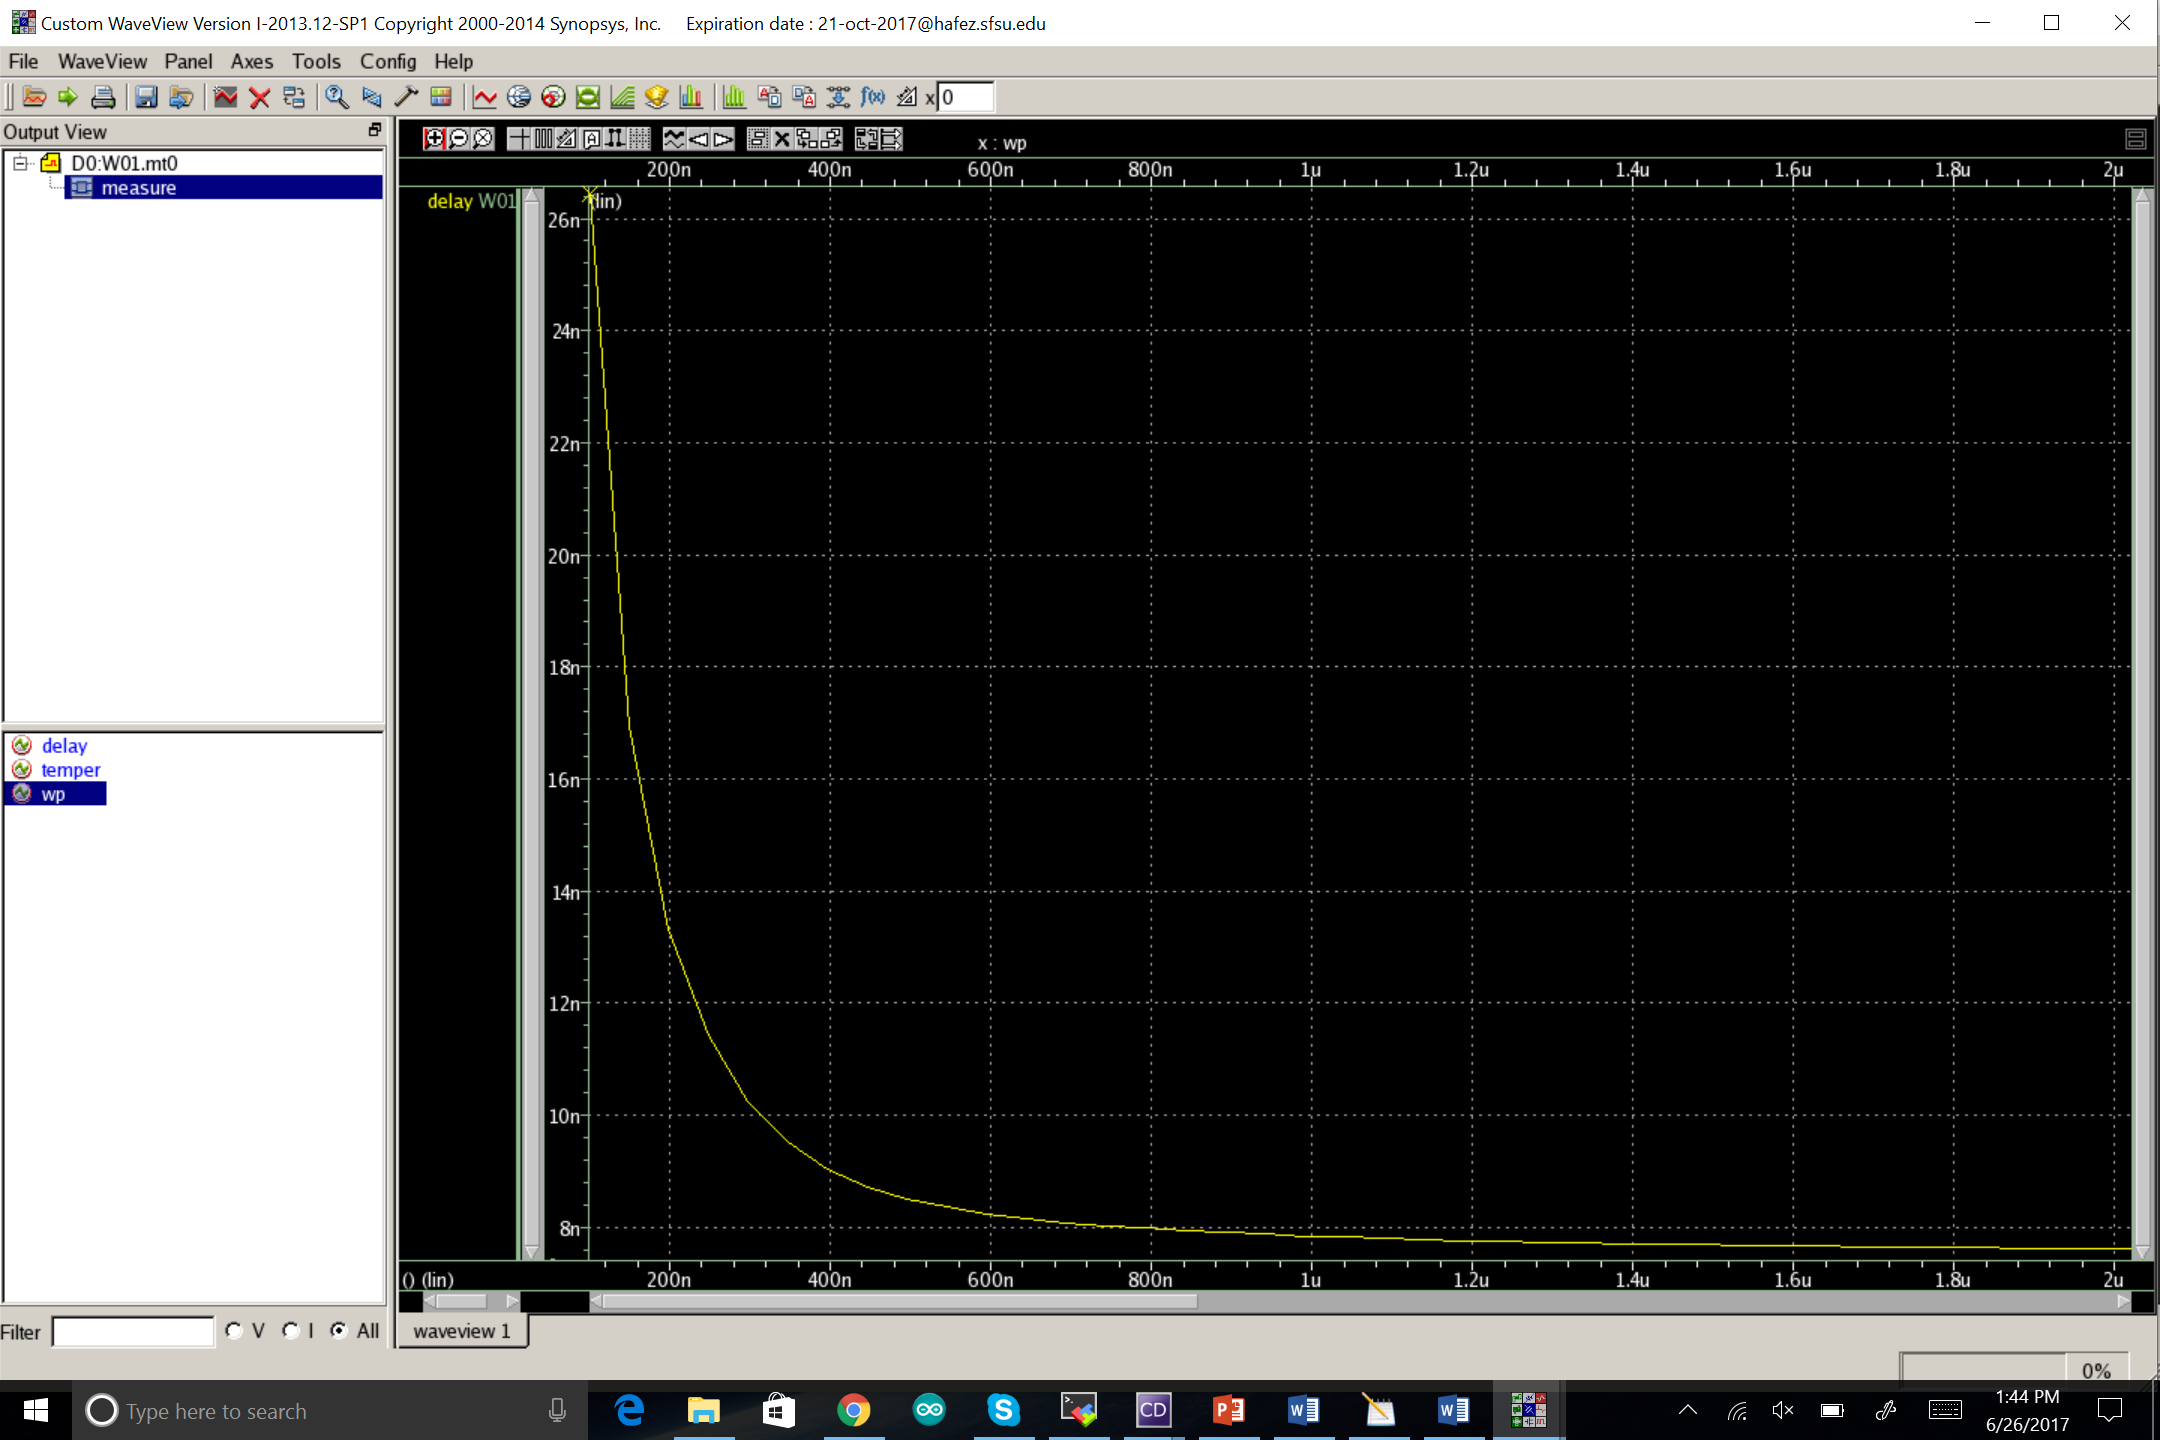 Custom WaveView Version I-2013.12-SP1 Copyright 2000-2014 Synopsys, Inc. Expiration date : 21-oct-2017@hafez.sfsu.edu
File WaveView Panel Axes Tools Config Help
f(x) x 0
Output View
x : wp
D0:W01.mt0
measure
200n 400n 600n 800n 1u 1.2u 1.4u 1.6u 1.8u 2u
delay W01
(lin)
26n
24n
22n
20n
18n
16n
14n
12n
10n
8n
delay
temper
wp
() (lin) 200n 400n 600n 800n 1u 1.2u 1.4u 1.6u 1.8u 2u
Filter V I All
waveview 1
0%
Type here to search
CD
1:44 PM
6/26/2017